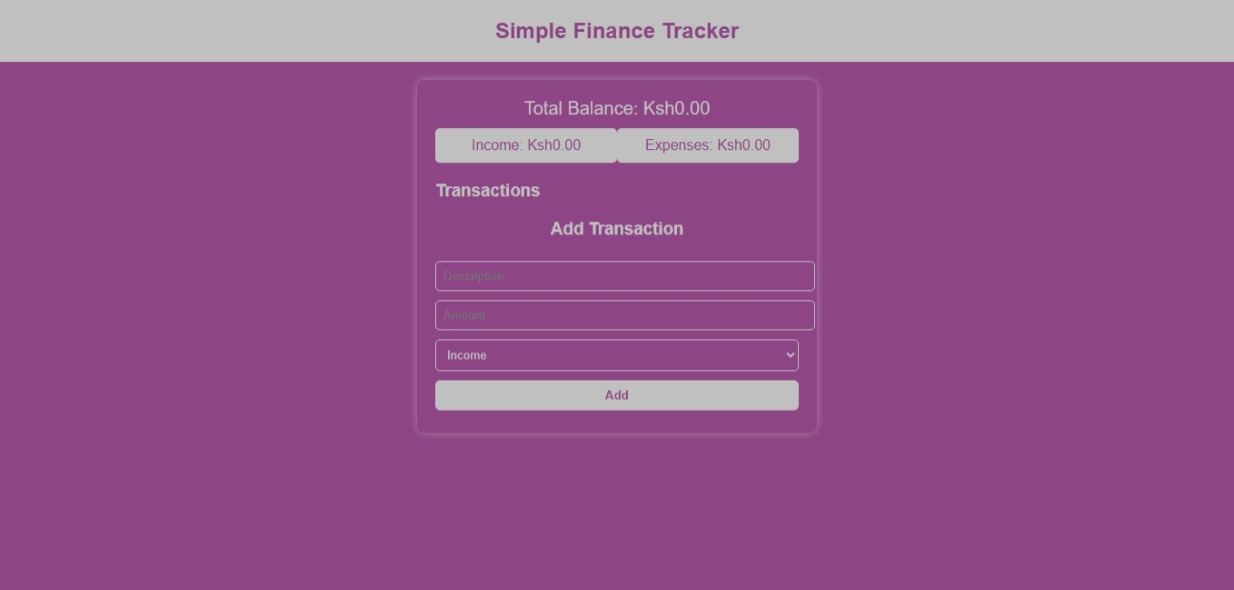 Simple Finance Tracker
Total Balance: Ksh0.00
Income: Ksh0.00 Expenses: Ksh0.00
Transactions
Add Transaction
Description
Amount
Income
Add